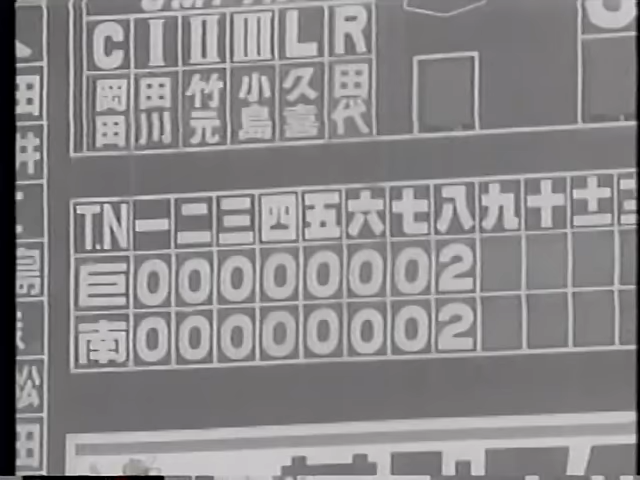 C I II III L R
岡田 田川 竹元 小島 久喜 田代
T.N 一 二 三 四 五 六 七 八 九 十 土
巨 0 0 0 0 0 0 0 2
南 0 0 0 0 0 0 0 2
田
井
島
松
田